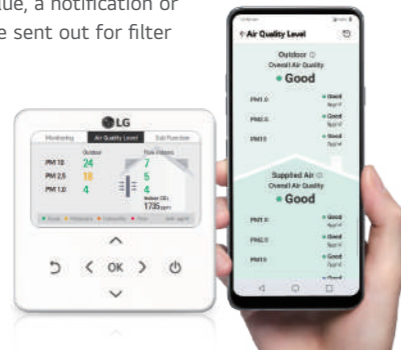 lue, a notification or
e sent out for filter
LG
Monitoring Air Quality Level Sub Function
Outdoor
PM 10 24 7
PM 2.5 18 5
PM 1.0 4 4
Indoor CO₂
1735 ppm
Good
OK
Air Quality Level
Outdoor
Overall Air Quality
Good
PM1.0 Good
PM2.5 Good
PM10 Good
Supplied Air
Overall Air Quality
Good
PM1.0 Good
PM2.5 Good
PM10 Good